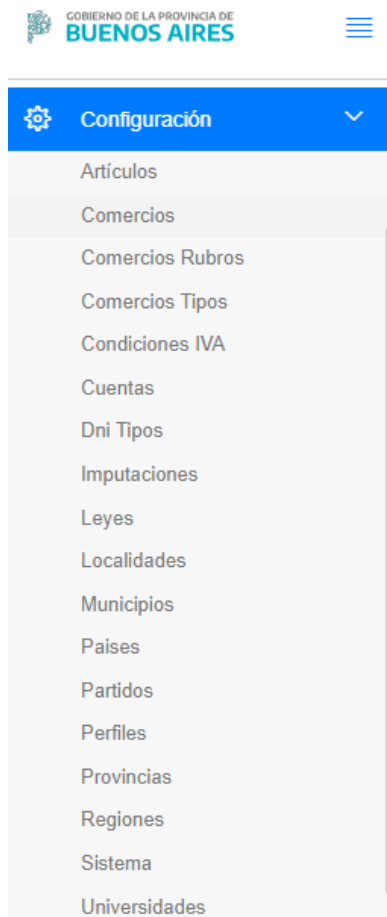 GOBIERNO DE LA PROVINCIA DE
BUENOS AIRES
Configuración
Artículos
Comercios
Comercios Rubros
Comercios Tipos
Condiciones IVA
Cuentas
Dni Tipos
Imputaciones
Leyes
Localidades
Municipios
Paises
Partidos
Perfiles
Provincias
Regiones
Sistema
Universidades